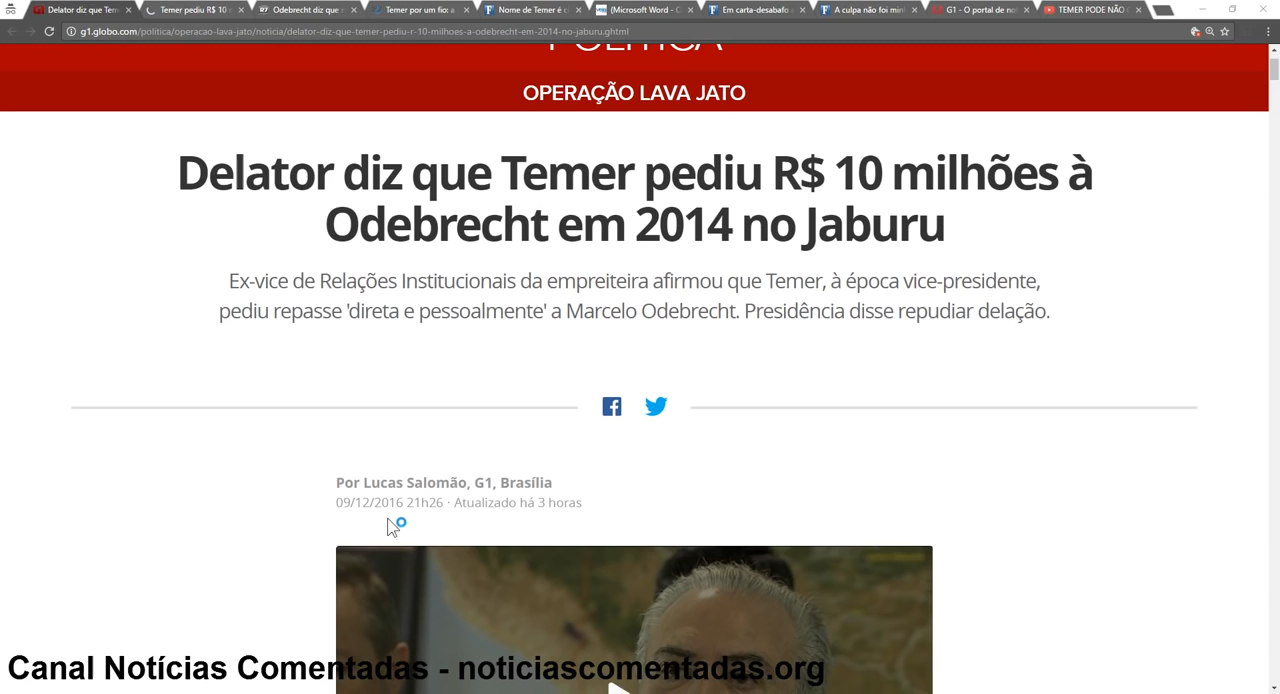 Delator diz que Tem
Temer pediu R$ 10
Odebrecht diz que
Temer por um fio: a
Nome de Temer é ci
(Microsoft Word - C
Em carta-desabafo a
A culpa não foi min
G1 - O portal de not
TEMER PODE NÃO
g1.globo.com/politica/operacao-lava-jato/noticia/delator-diz-que-temer-pediu-r-10-milhoes-a-odebrecht-em-2014-no-jaburu.ghtml
POLÍTICA
OPERAÇÃO LAVA JATO
Delator diz que Temer pediu R$ 10 milhões à
Odebrecht em 2014 no Jaburu
Ex-vice de Relações Institucionais da empreiteira afirmou que Temer, à época vice-presidente,
pediu repasse 'direta e pessoalmente' a Marcelo Odebrecht. Presidência disse repudiar delação.
Por Lucas Salomão, G1, Brasília
09/12/2016 21h26 · Atualizado há 3 horas
Canal Notícias Comentadas - noticiascomentadas.org